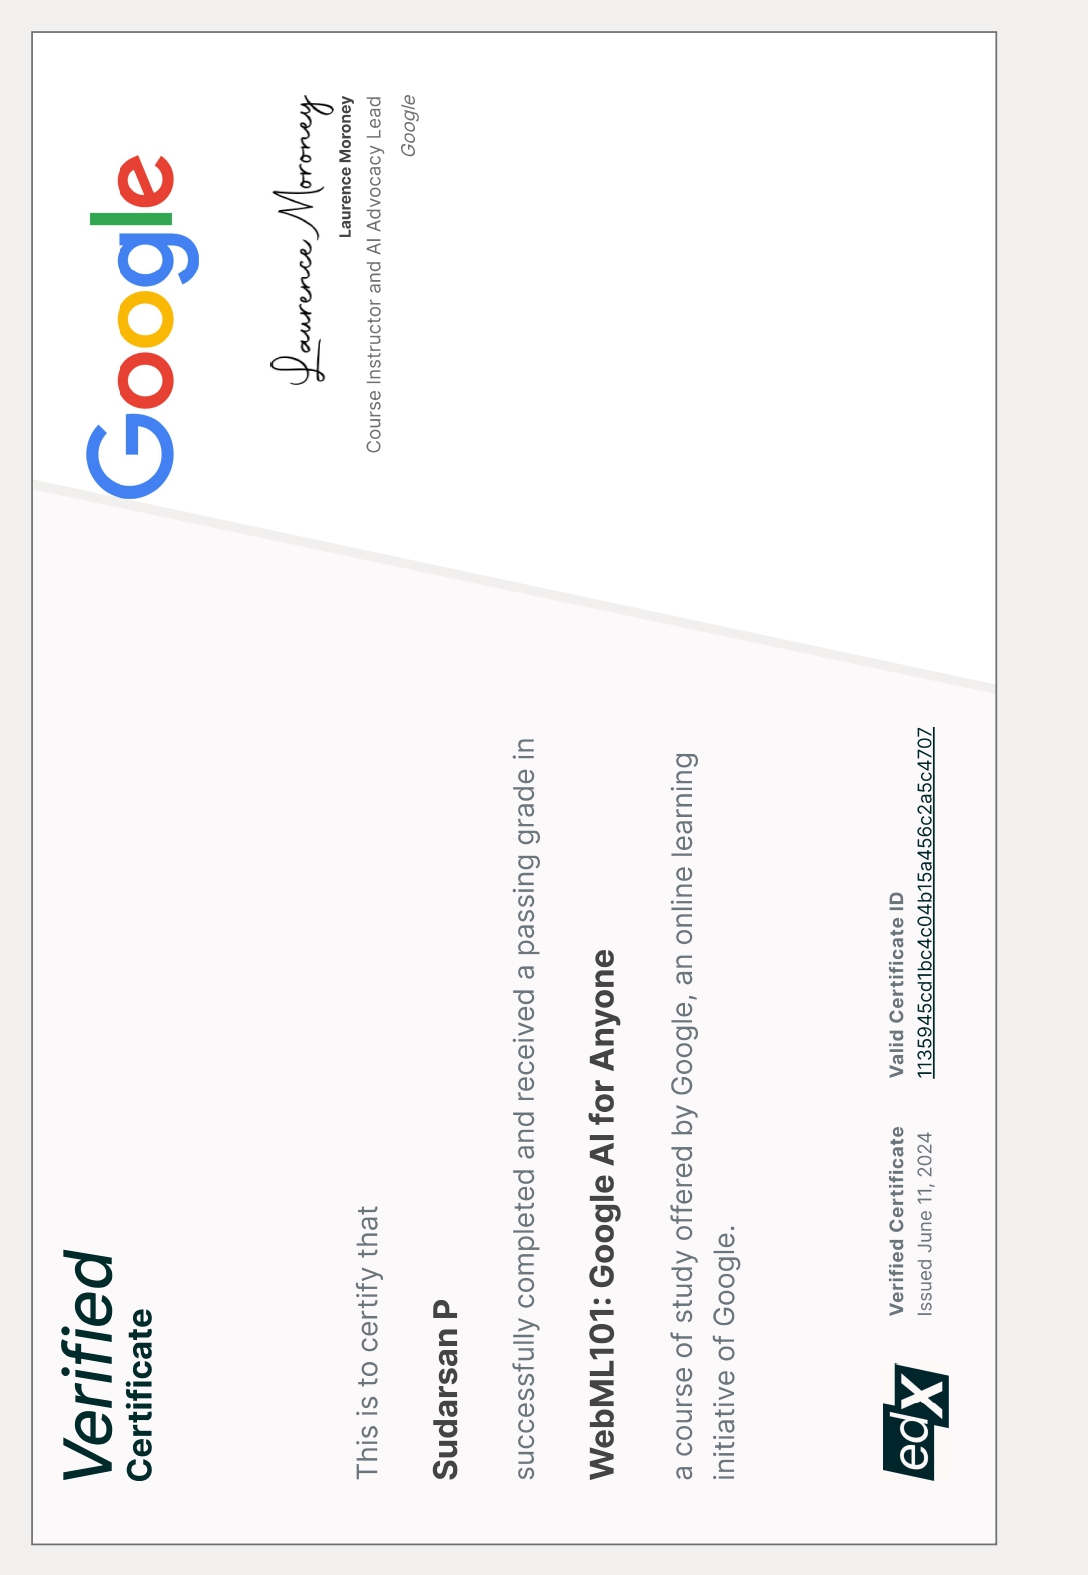 Verified
Certificate
Google
Laurence Moroney
Laurence Moroney
Course Instructor and AI Advocacy Lead
Google
This is to certify that
Sudarsan P
successfully completed and received a passing grade in
WebML101: Google AI for Anyone
a course of study offered by Google, an online learning
initiative of Google.
edX
Verified Certificate
Issued June 11, 2024
Valid Certificate ID
1135945cd1bc4c04b15a456c2a5c4707